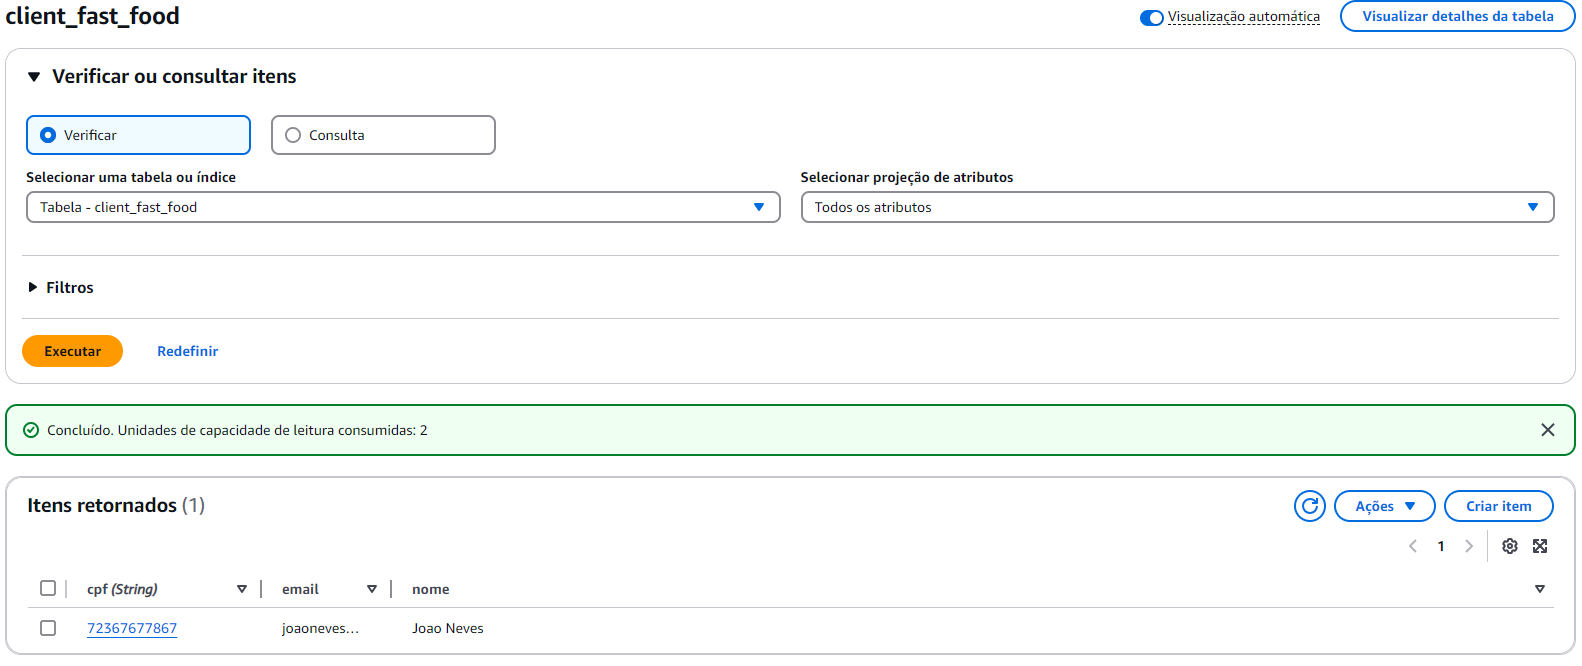 client_fast_food
Visualização automática
Visualizar detalhes da tabela
Verificar ou consultar itens
Verificar
Consulta
Selecionar uma tabela ou índice
Selecionar projeção de atributos
Tabela - client_fast_food
Todos os atributos
Filtros
Executar
Redefinir
Concluído. Unidades de capacidade de leitura consumidas: 2
Itens retornados (1)
Ações
Criar item
1
cpf (String)
email
nome
72367677867
joaoneves…
Joao Neves